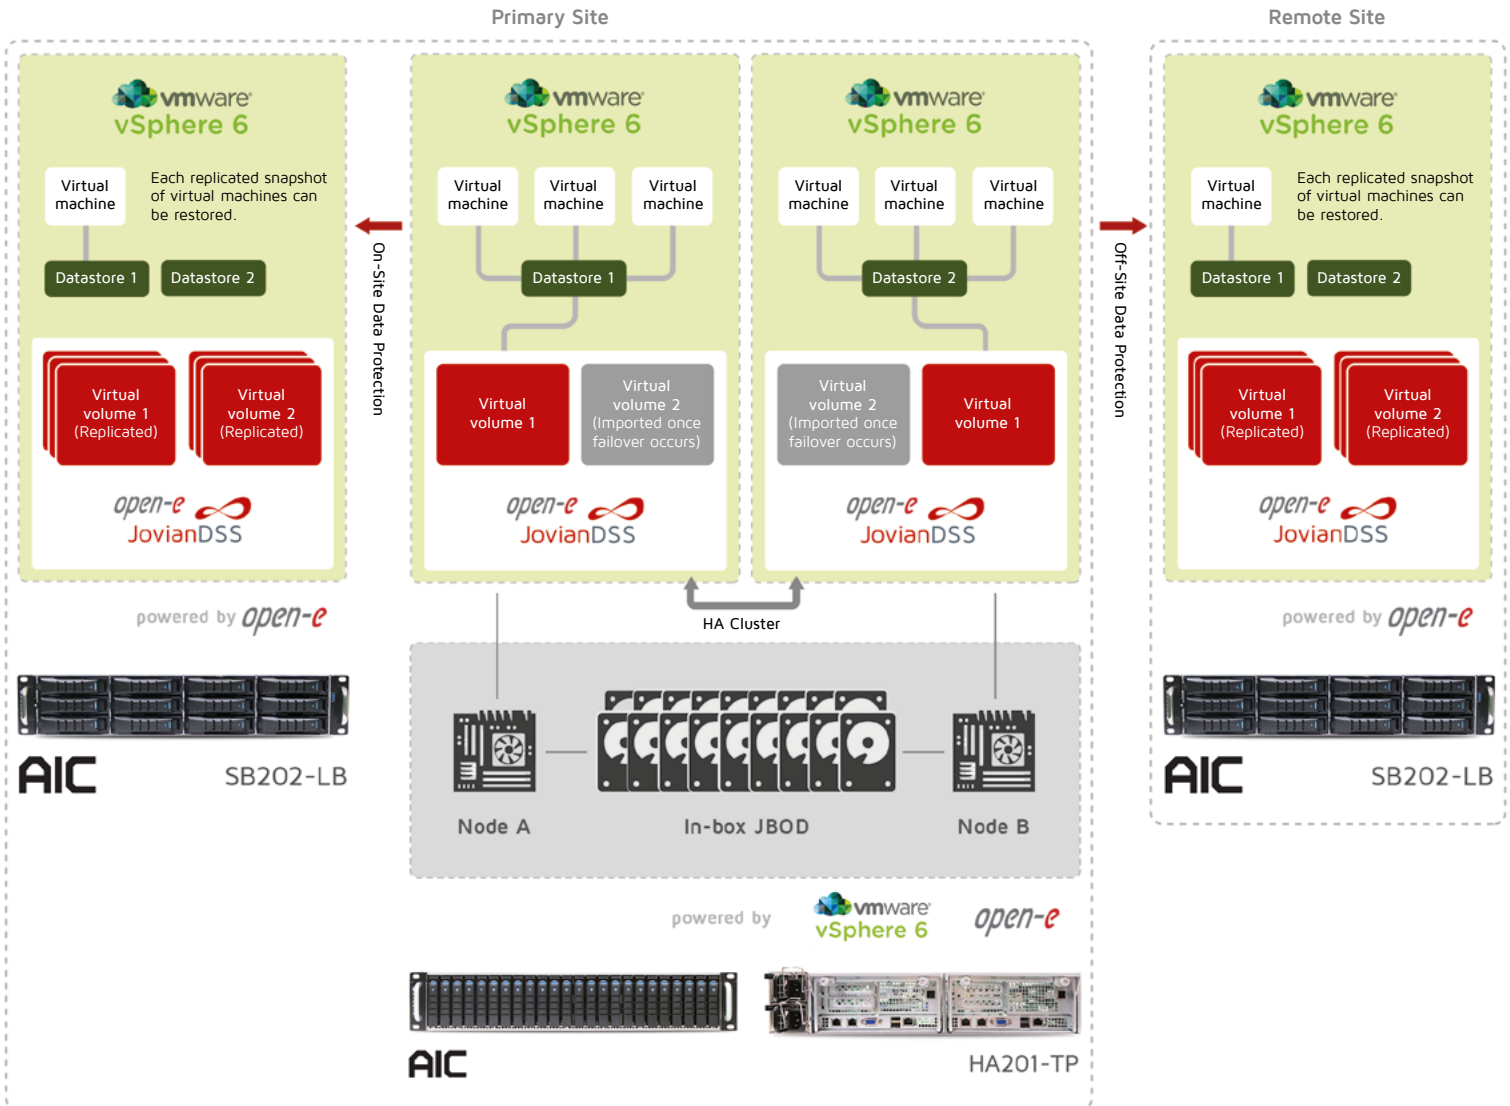 Primary Site
Remote Site
vmware®
vSphere 6
Virtual
machine
Each replicated snapshot
of virtual machines can
be restored.
Datastore 1
Datastore 2
Virtual
volume 1
(Replicated)
Virtual
volume 2
(Replicated)
open-e
JovianDSS
powered by open-e
AIC
SB202-LB
On-Site Data Protection
vmware®
vSphere 6
Virtual
machine
Virtual
machine
Virtual
machine
Datastore 1
Virtual
volume 1
Virtual
volume 2
(Imported once
failover occurs)
open-e
JovianDSS
vmware®
vSphere 6
Virtual
machine
Virtual
machine
Virtual
machine
Datastore 2
Virtual
volume 2
(Imported once
failover occurs)
Virtual
volume 1
open-e
JovianDSS
HA Cluster
Node A
In-box JBOD
Node B
powered by
vmware®
vSphere 6
open-e
AIC
HA201-TP
Off-Site Data Protection
vmware®
vSphere 6
Virtual
machine
Each replicated snapshot
of virtual machines can
be restored.
Datastore 1
Datastore 2
Virtual
volume 1
(Replicated)
Virtual
volume 2
(Replicated)
open-e
JovianDSS
powered by open-e
AIC
SB202-LB